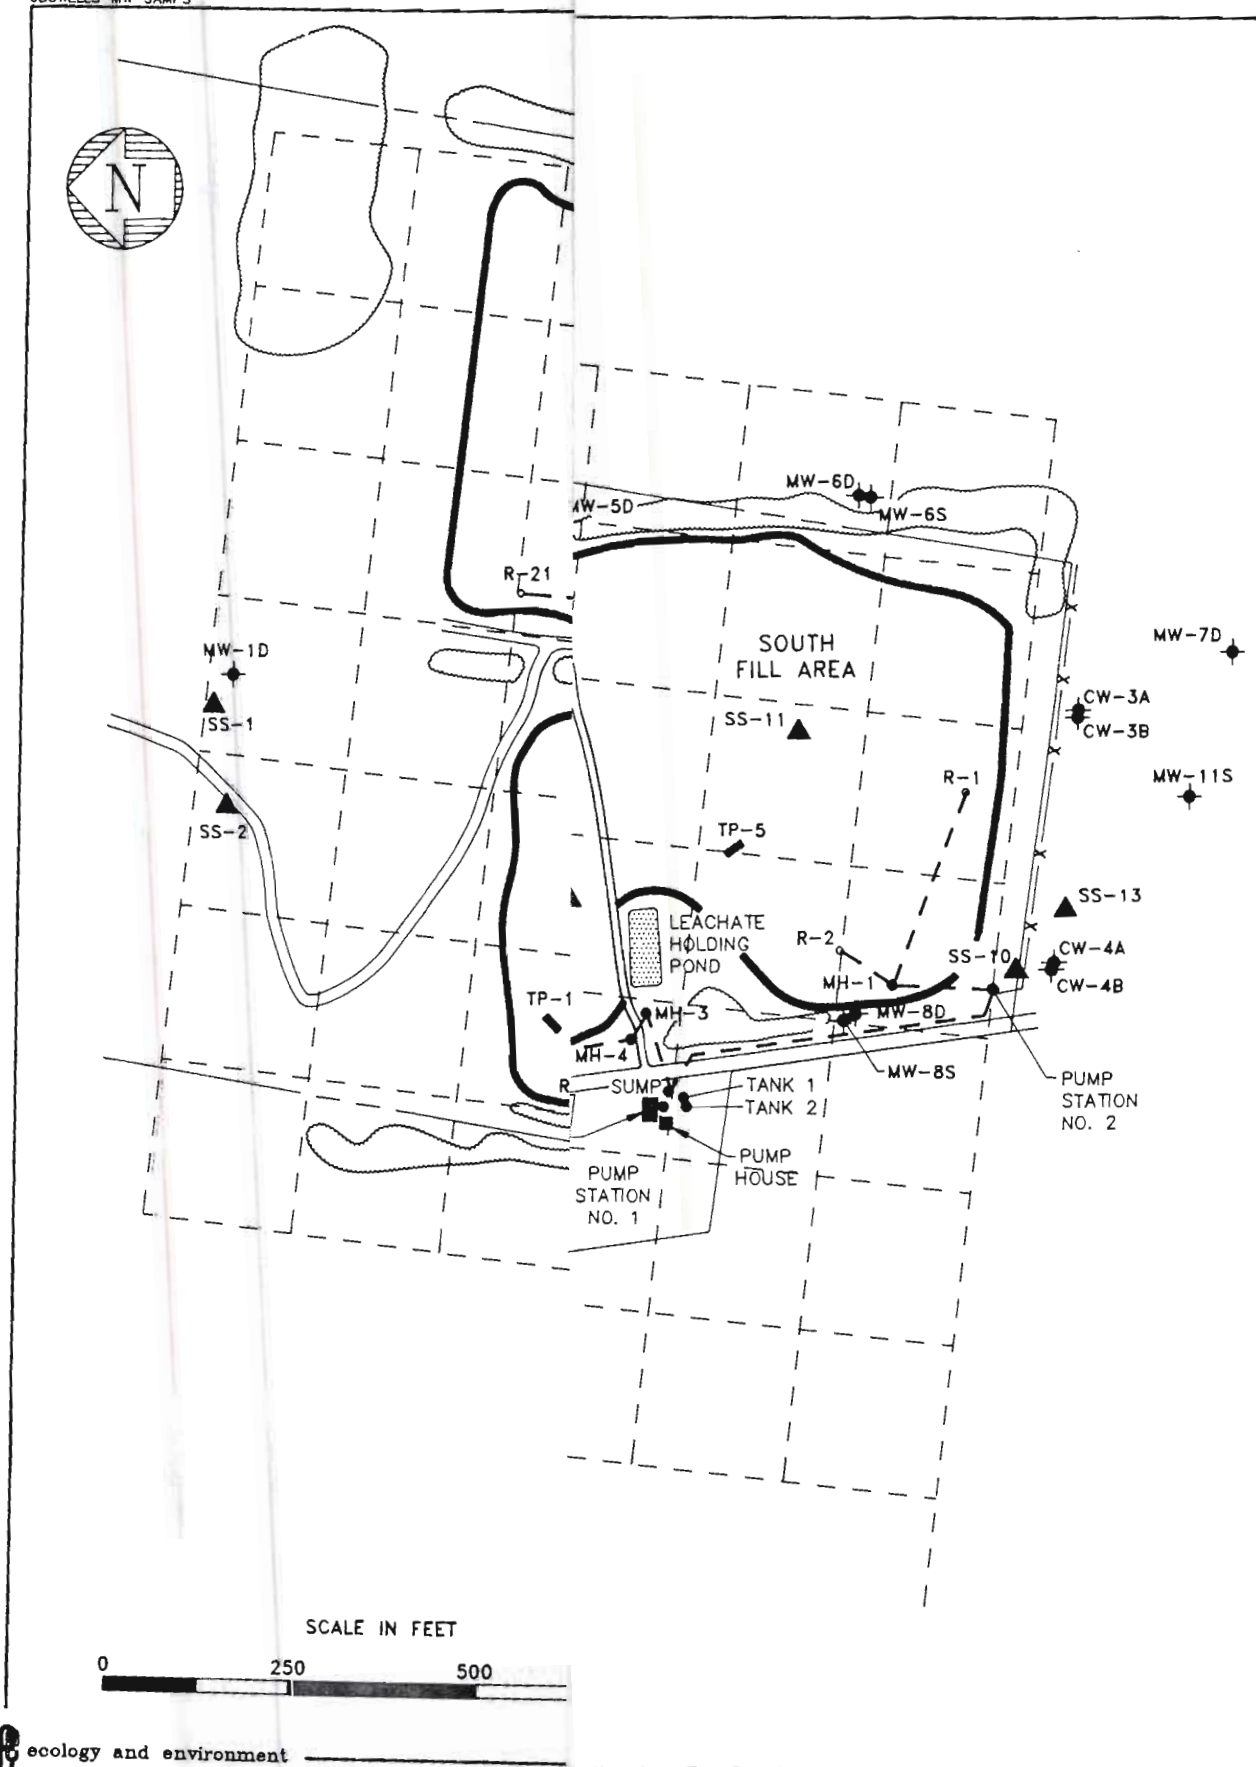 N
MW-6D
MW-5D
MW-6S
R-21
SOUTH
FILL AREA
MW-7D
MW-1D
SS-1
CW-3A
CW-3B
SS-11
R-1
MW-11S
SS-2
TP-5
SS-13
LEACHATE
HOLDING
POND
R-2
SS-10
CW-4A
CW-4B
MH-1
TP-1
MH-3
MW-8D
MH-4
MW-8S
R
SUMP
TANK 1
TANK 2
PUMP
STATION
NO. 2
PUMP
HOUSE
PUMP
STATION
NO. 1
SCALE IN FEET
0 250 500
ecology and environment